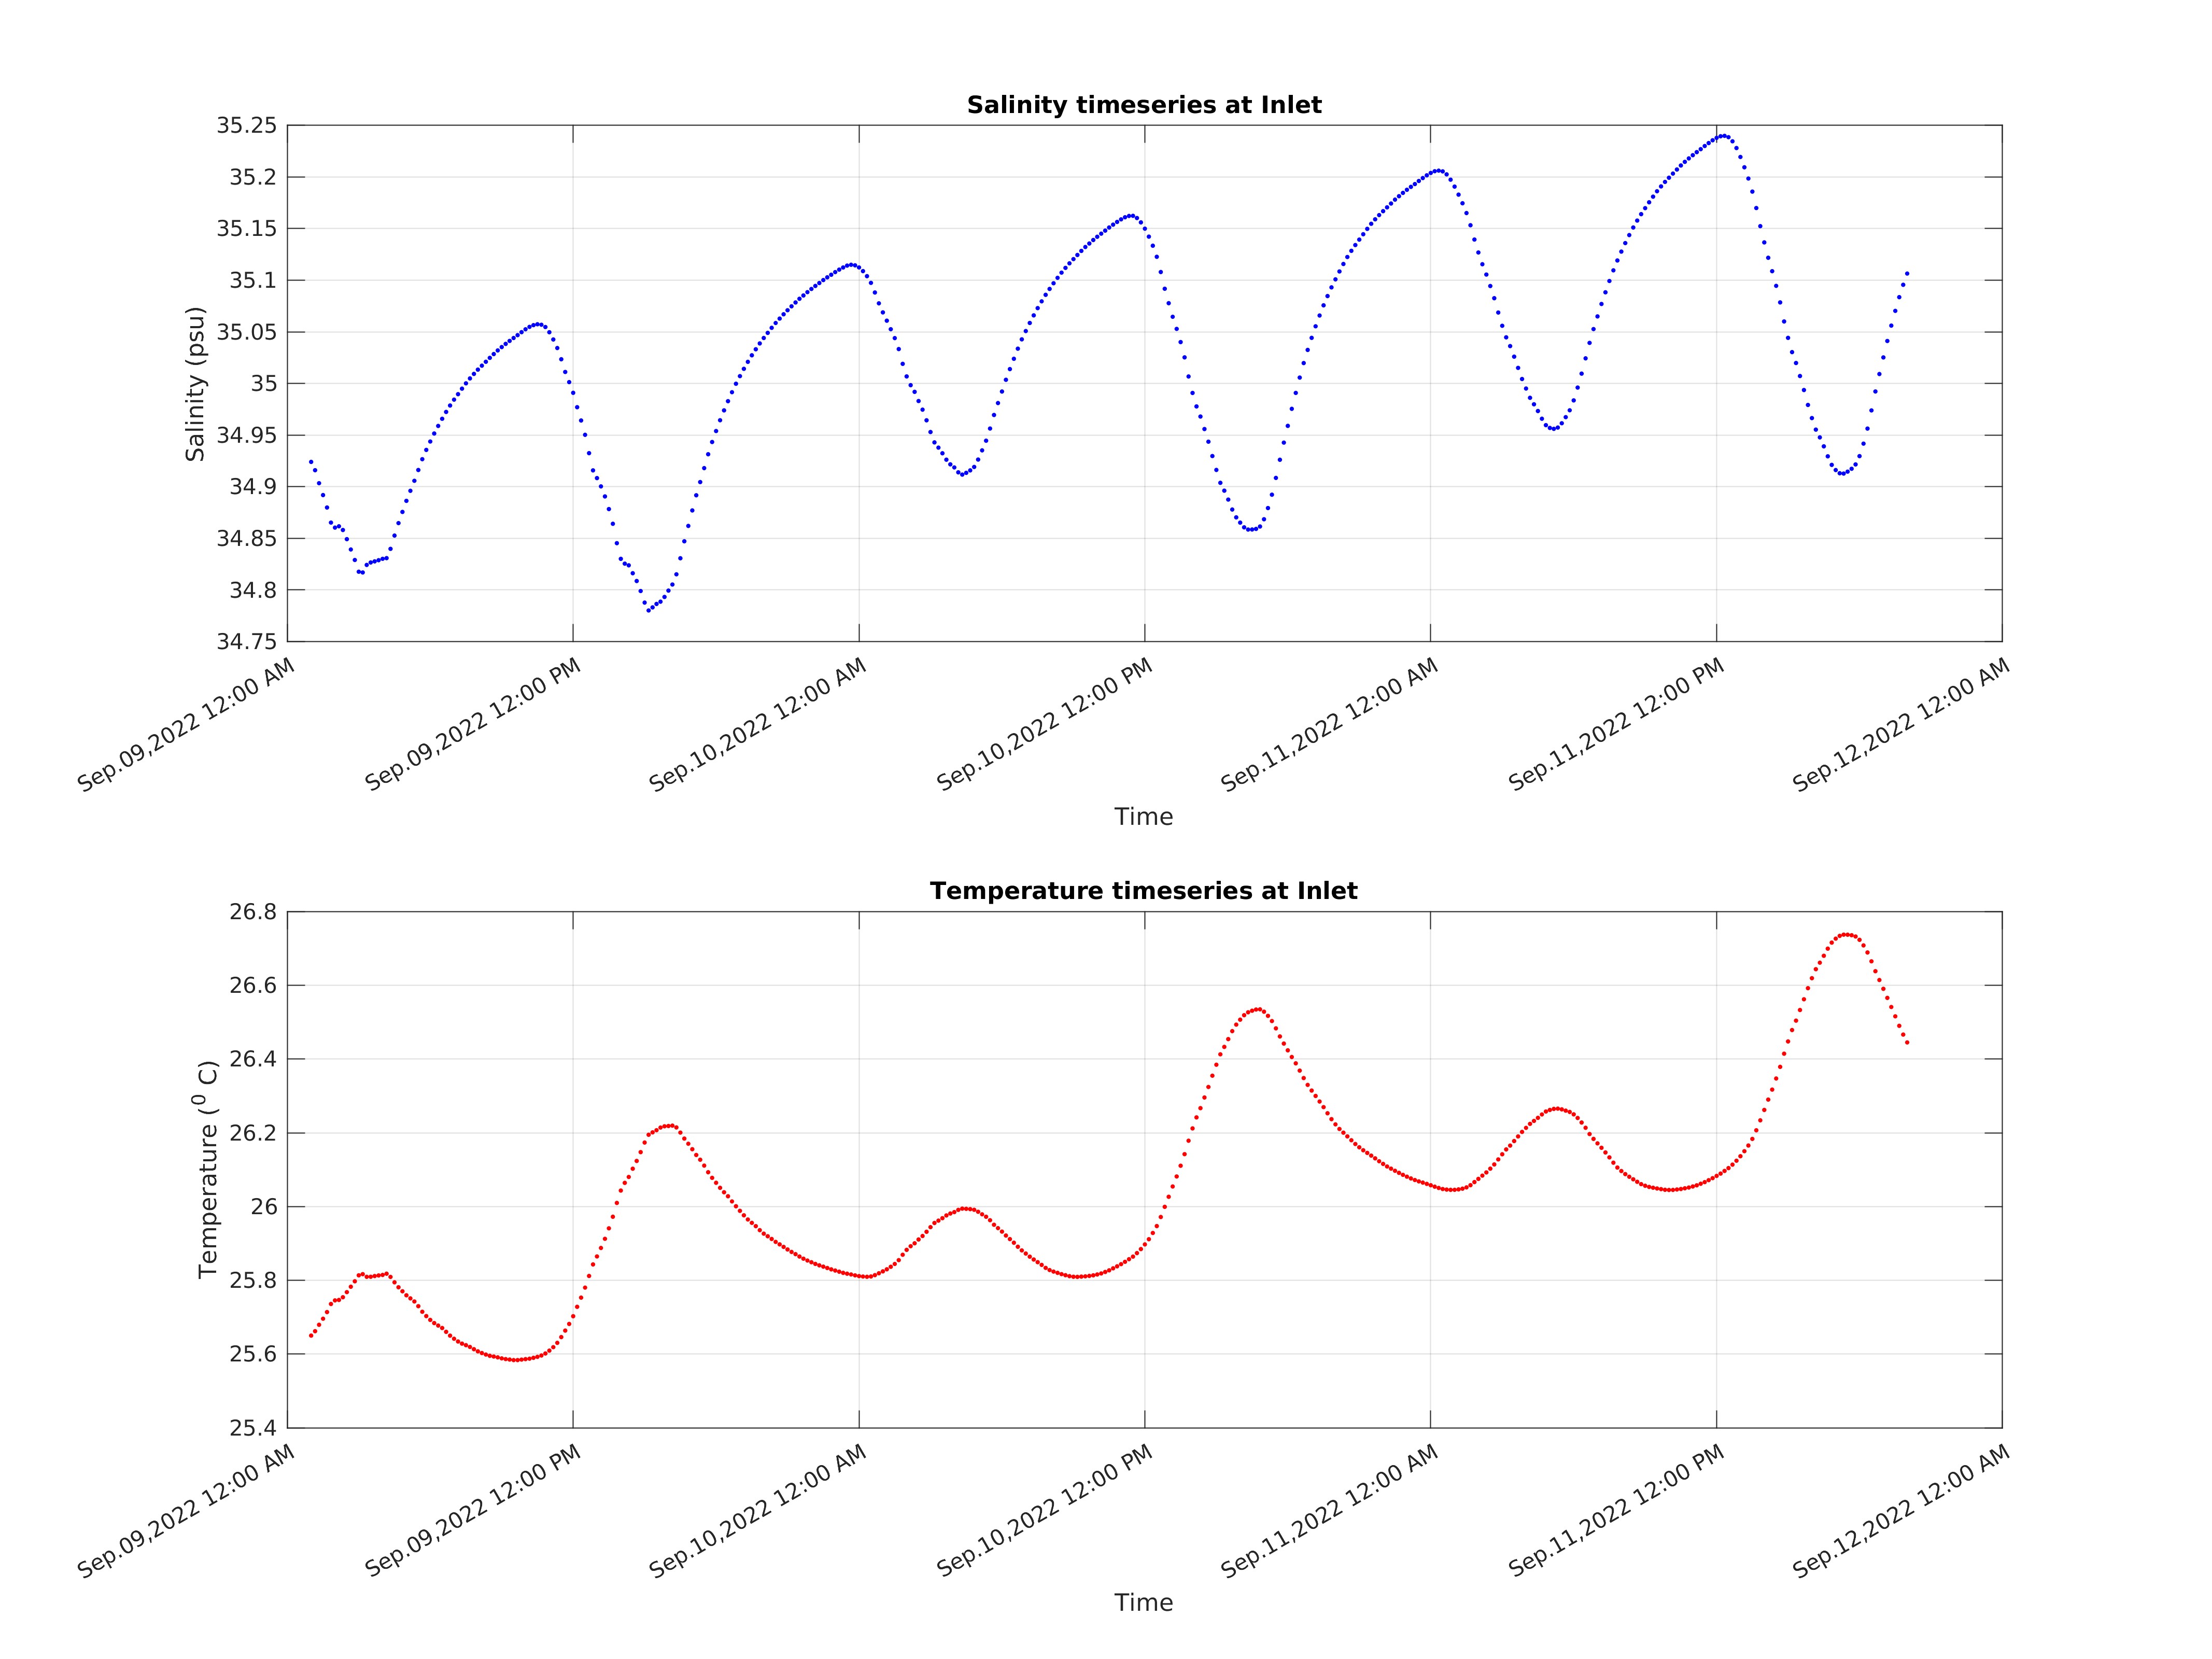 Salinity timeseries at Inlet
35.25
35.2
35.15
35.1
35.05
35
34.95
34.9
34.85
34.8
34.75
Salinity (psu)
Sep.09,2022 12:00 AM
Sep.09,2022 12:00 PM
Sep.10,2022 12:00 AM
Sep.10,2022 12:00 PM
Sep.11,2022 12:00 AM
Sep.11,2022 12:00 PM
Sep.12,2022 12:00 AM
Time
Temperature timeseries at Inlet
26.8
26.6
26.4
26.2
26
25.8
25.6
25.4
Temperature (⁰ C)
Sep.09,2022 12:00 AM
Sep.09,2022 12:00 PM
Sep.10,2022 12:00 AM
Sep.10,2022 12:00 PM
Sep.11,2022 12:00 AM
Sep.11,2022 12:00 PM
Sep.12,2022 12:00 AM
Time